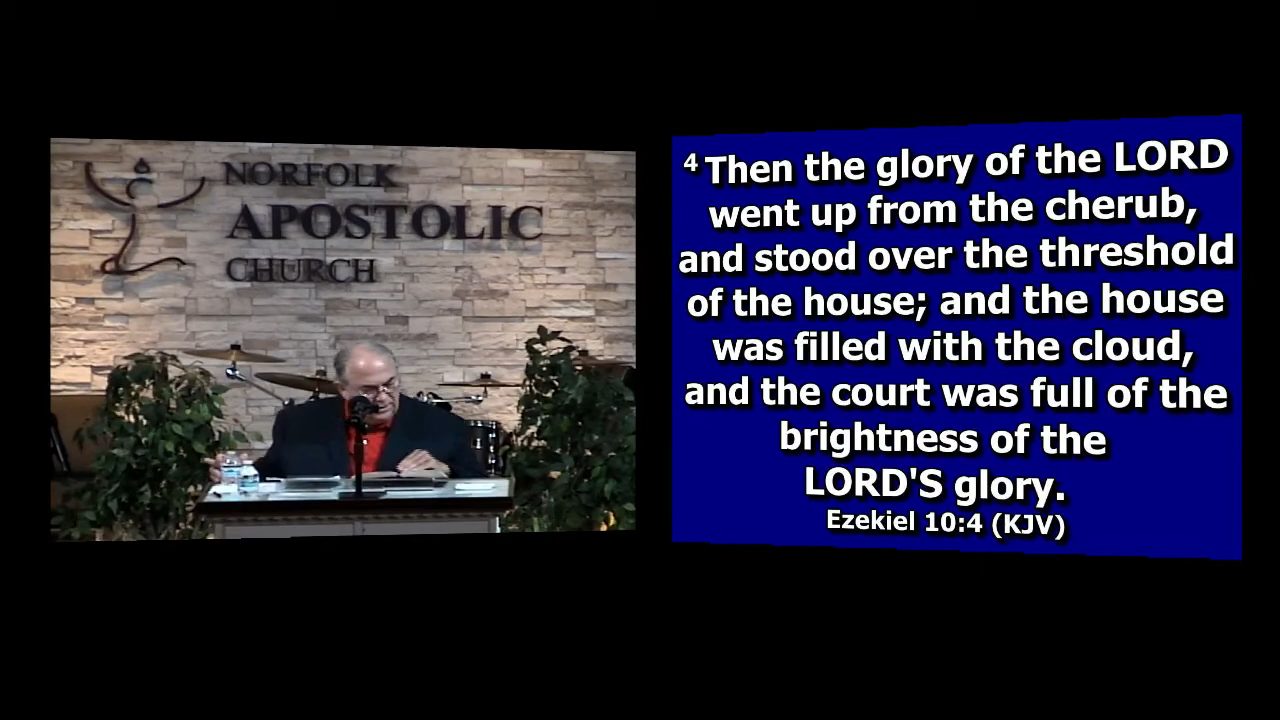 NORFOLK
APOSTOLIC
CHURCH
4 Then the glory of the LORD
went up from the cherub,
and stood over the threshold
of the house; and the house
was filled with the cloud,
and the court was full of the
brightness of the
LORD'S glory.
Ezekiel 10:4 (KJV)